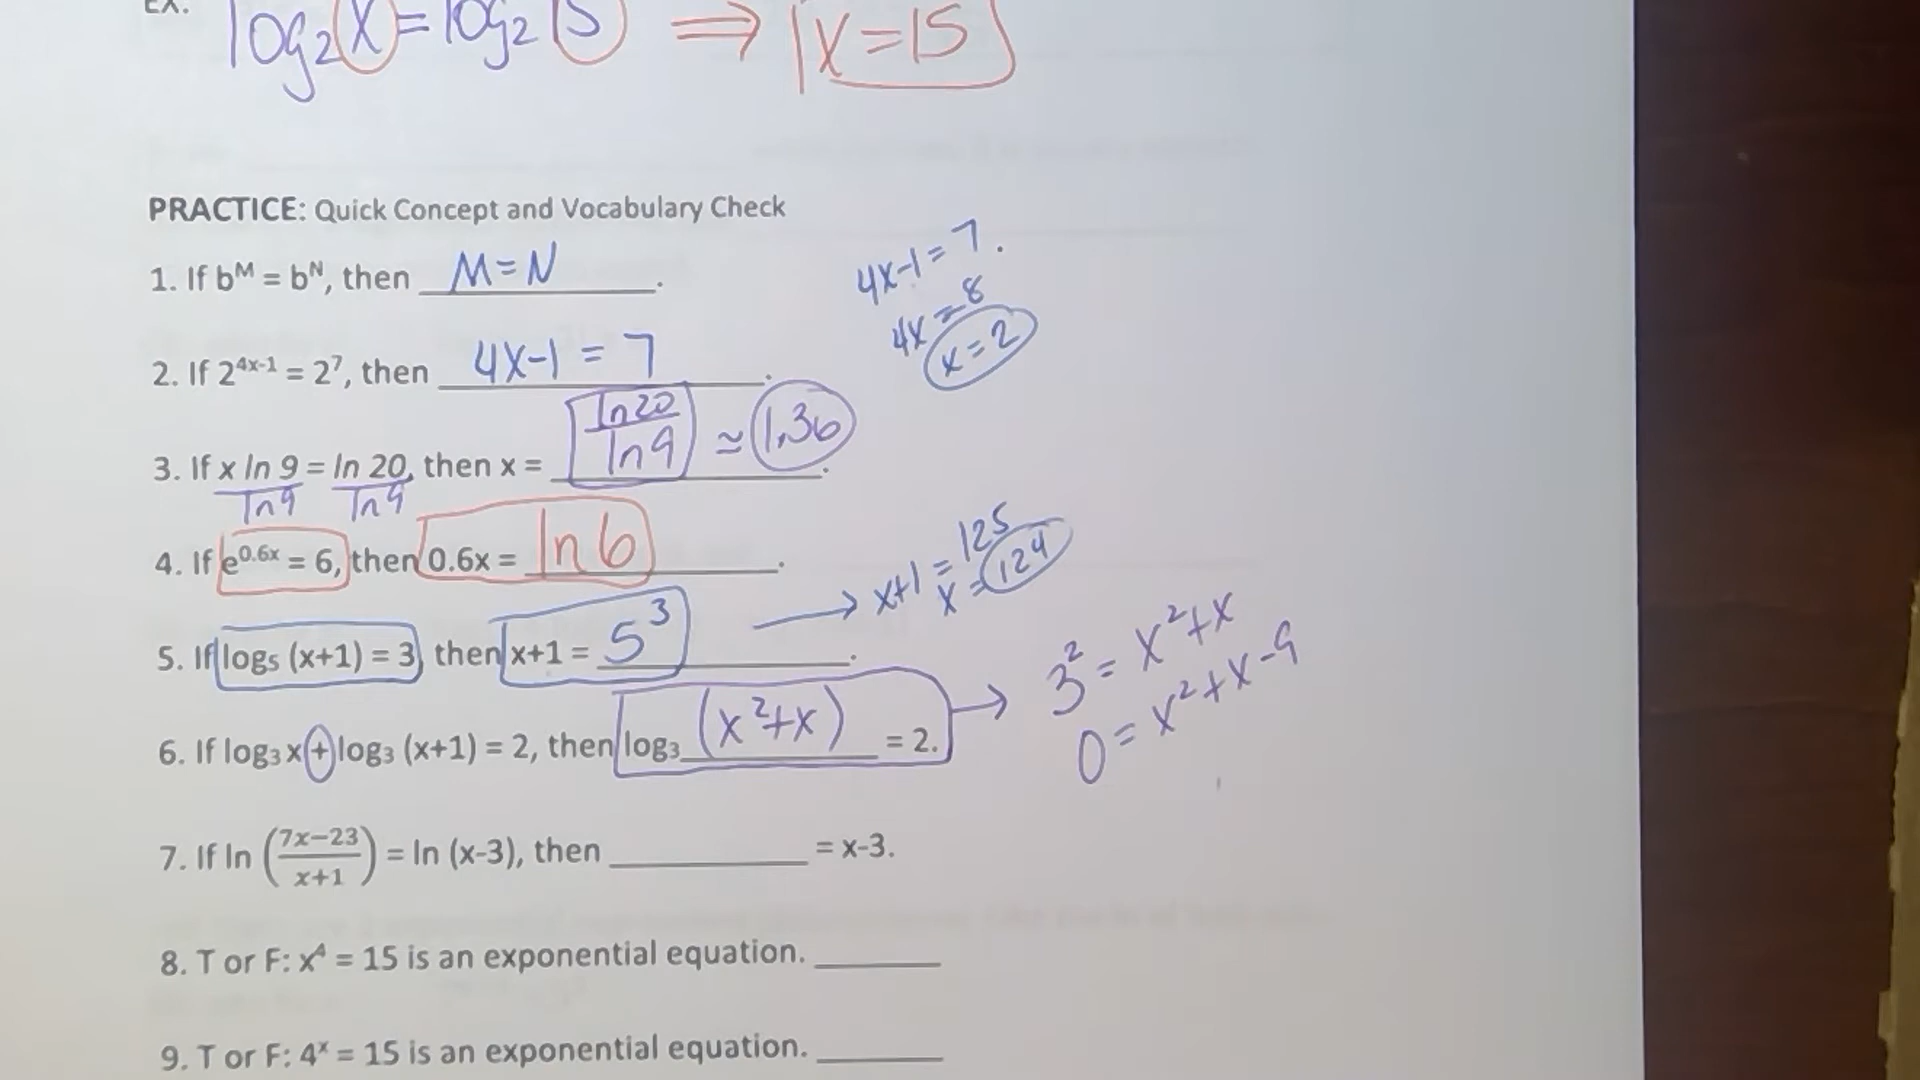 EX.
log₂ x = log₂ 15 ⟹ x = 15
PRACTICE: Quick Concept and Vocabulary Check
1. If bᴹ = bᴺ, then M=N.
4x-1=7.
4x=8
x=2
2. If 2⁴ˣ⁻¹ = 2⁷, then 4x-1 = 7.
3. If x ln 9 = ln 20, then x = ln20/ln9 ≃ 1.36.
ln9 ln9
4. If e⁰·⁶ˣ = 6, then 0.6x = ln 6.
5. If log₅ (x+1) = 3, then x+1 = 5³.
→ x+1 = 125
x = 124
6. If log₃ x + log₃ (x+1) = 2, then log₃ (x²+x) = 2.
→ 3² = x²+x
0 = x²+x-9
7. If ln ((7x−23)/(x+1)) = ln (x-3), then ____________ = x-3.
8. T or F: x⁴ = 15 is an exponential equation. ________
9. T or F: 4ˣ = 15 is an exponential equation. ________